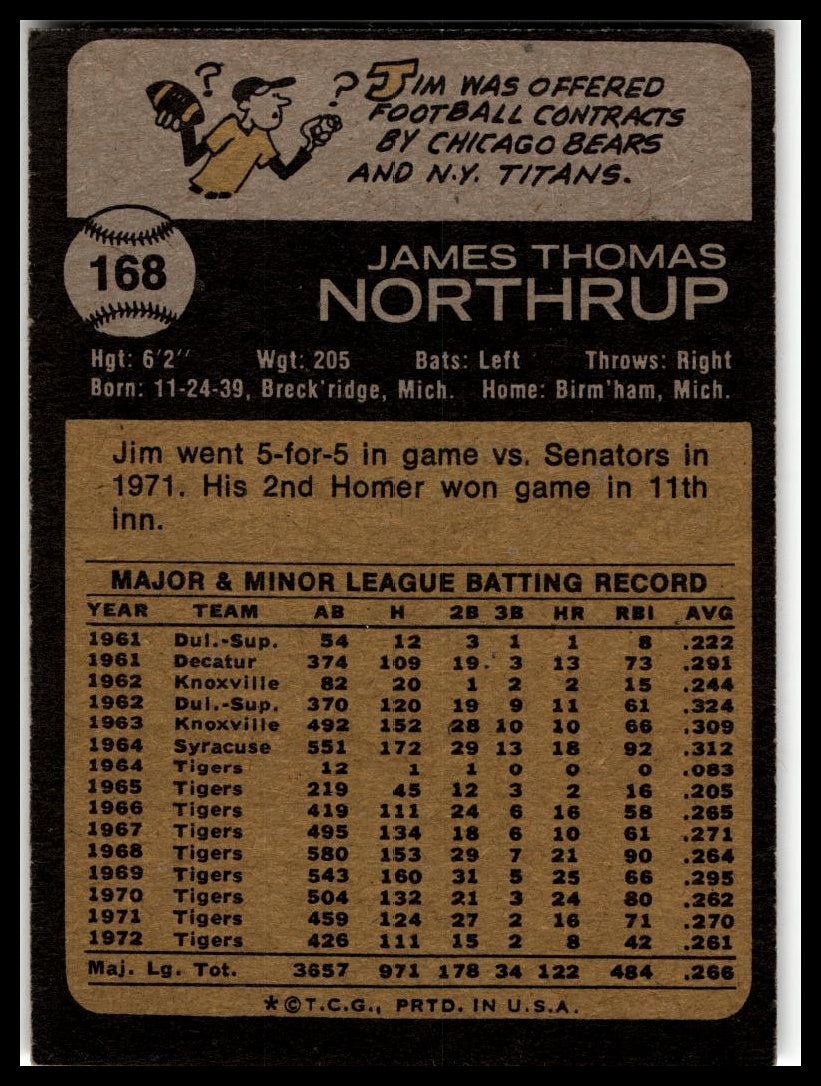 ? ? JIM WAS OFFERED
FOOTBALL CONTRACTS
BY CHICAGO BEARS
AND N.Y. TITANS.
168
JAMES THOMAS
NORTHRUP
Hgt: 6'2" Wgt: 205 Bats: Left Throws: Right
Born: 11-24-39, Breck'ridge, Mich. Home: Birm'ham, Mich.
Jim went 5-for-5 in game vs. Senators in
1971. His 2nd Homer won game in 11th
inn.
MAJOR & MINOR LEAGUE BATTING RECORD
YEAR TEAM AB H 2B 3B HR RBI AVG
1961 Dul.-Sup. 54 12 3 1 1 8 .222
1961 Decatur 374 109 19 3 13 73 .291
1962 Knoxville 82 20 1 2 2 15 .244
1962 Dul.-Sup. 370 120 19 9 11 61 .324
1963 Knoxville 492 152 28 10 10 66 .309
1964 Syracuse 551 172 29 13 18 92 .312
1964 Tigers 12 1 1 0 0 0 .083
1965 Tigers 219 45 12 3 2 16 .205
1966 Tigers 419 111 24 6 16 58 .265
1967 Tigers 495 134 18 6 10 61 .271
1968 Tigers 580 153 29 7 21 90 .264
1969 Tigers 543 160 31 5 25 66 .295
1970 Tigers 504 132 21 3 24 80 .262
1971 Tigers 459 124 27 2 16 71 .270
1972 Tigers 426 111 15 2 8 42 .261
Maj. Lg. Tot. 3657 971 178 34 122 484 .266
*©T.C.G., PRTD. IN U.S.A.